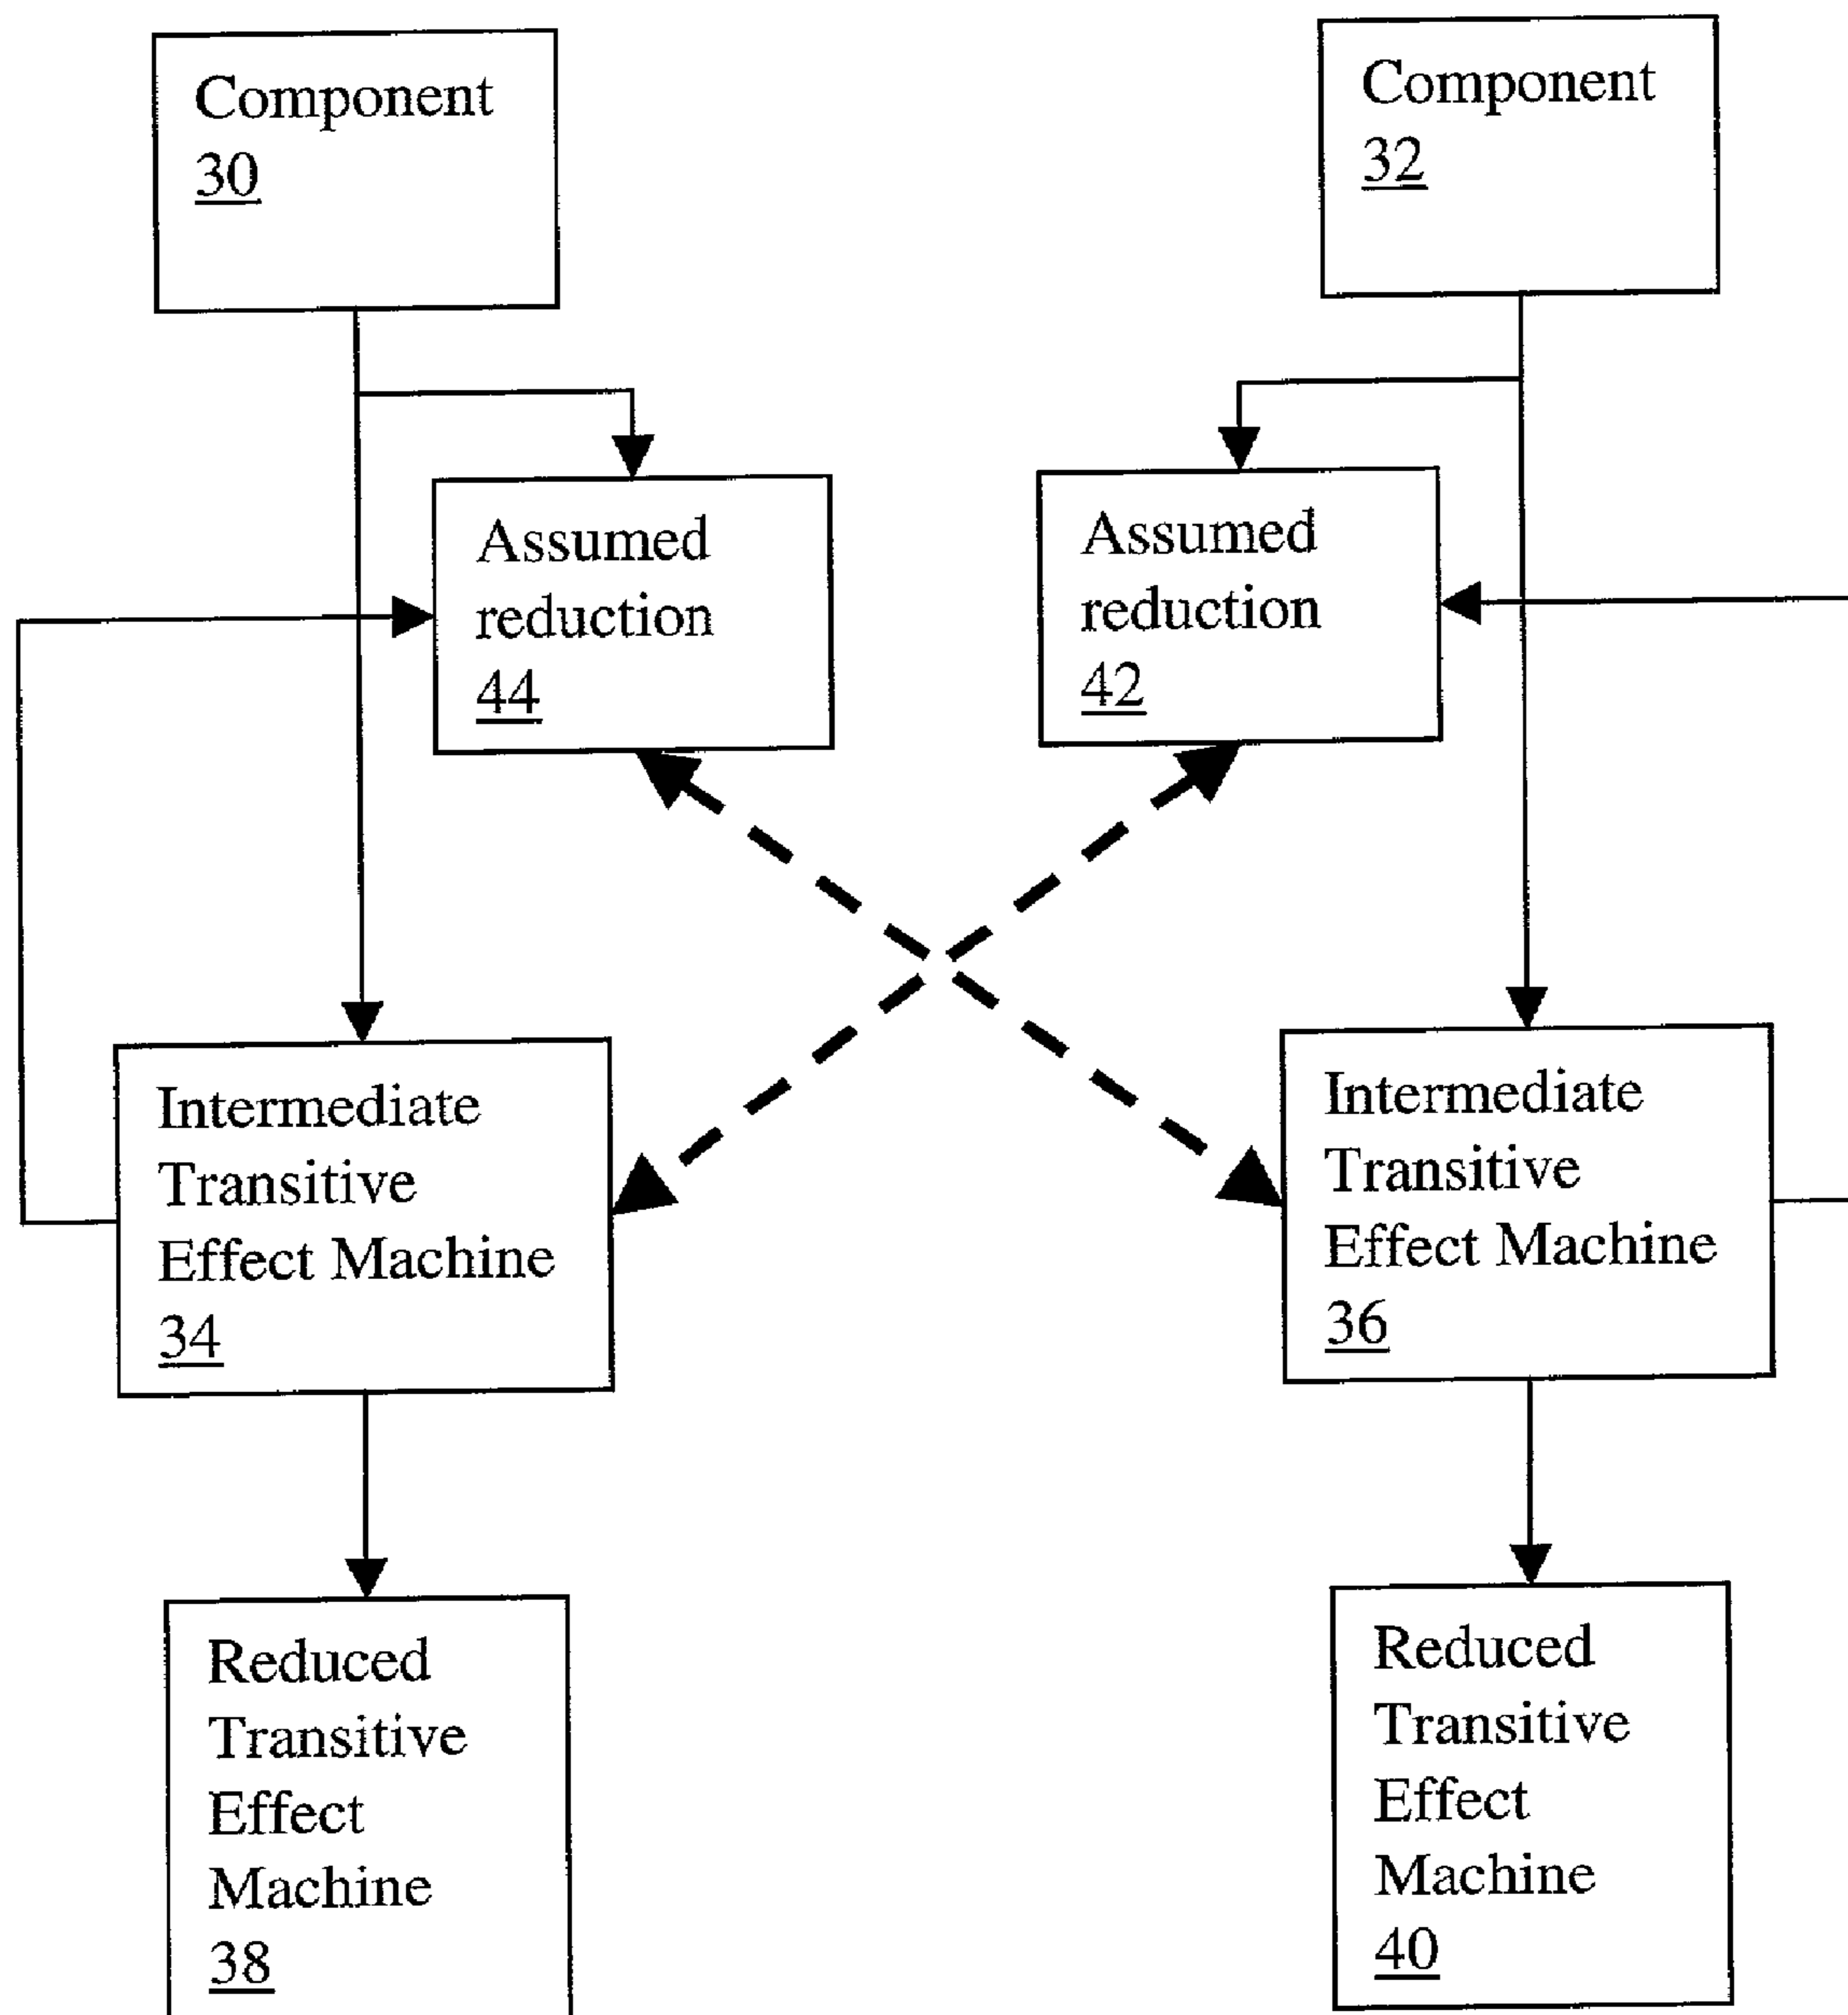 Component
30
Component
32
Assumed
reduction
44
Assumed
reduction
42
Intermediate
Transitive
Effect Machine
34
Intermediate
Transitive
Effect Machine
36
Reduced
Transitive
Effect
Machine
38
Reduced
Transitive
Effect
Machine
40